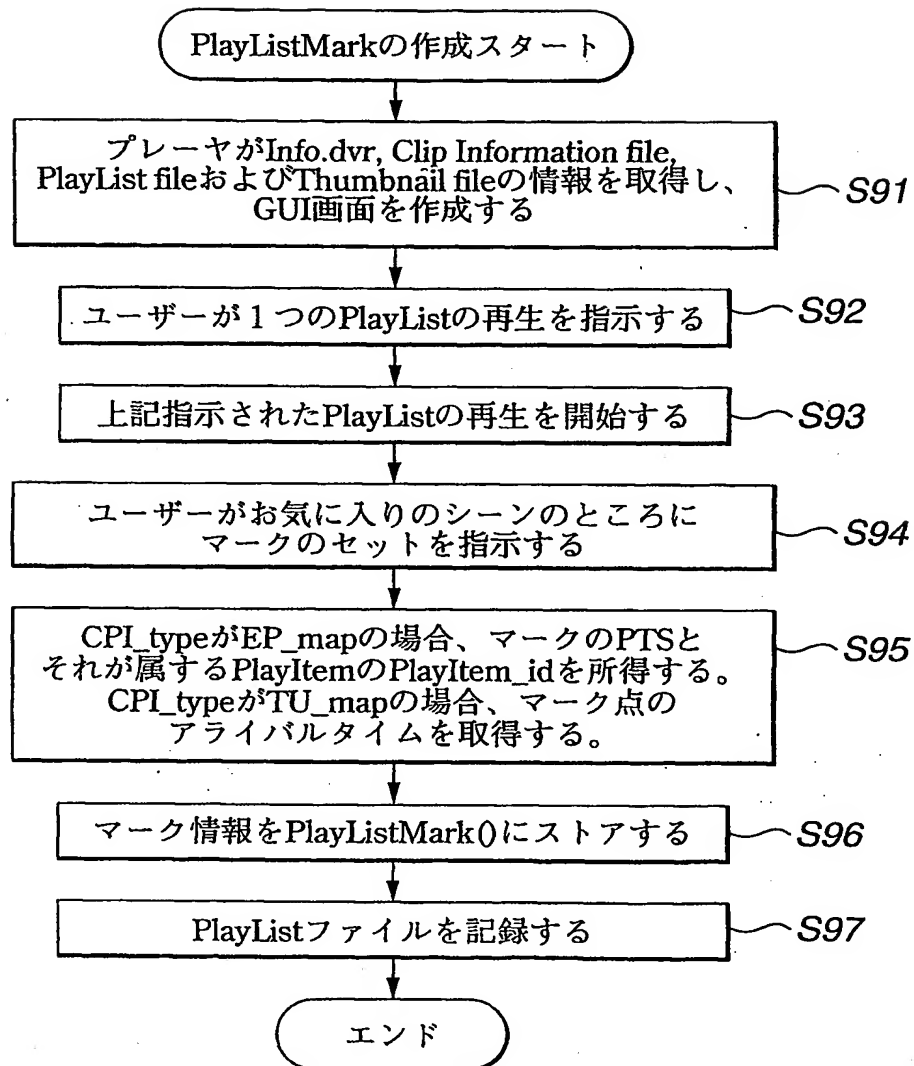 PlayListMarkの作成スタート
プレーヤがInfo.dvr, Clip Information file,
PlayList fileおよびThumbnail fileの情報を取得し、
GUI画面を作成する
S91
ユーザーが1つのPlayListの再生を指示する
S92
上記指示されたPlayListの再生を開始する
S93
ユーザーがお気に入りのシーンのところに
マークのセットを指示する
S94
CPI_typeがEP_mapの場合、マークのPTSと
それが属するPlayItemのPlayItem_idを所得する。
CPI_typeがTU_mapの場合、マーク点の
アライバルタイムを取得する。
S95
マーク情報をPlayListMark()にストアする
S96
PlayListファイルを記録する
S97
エンド